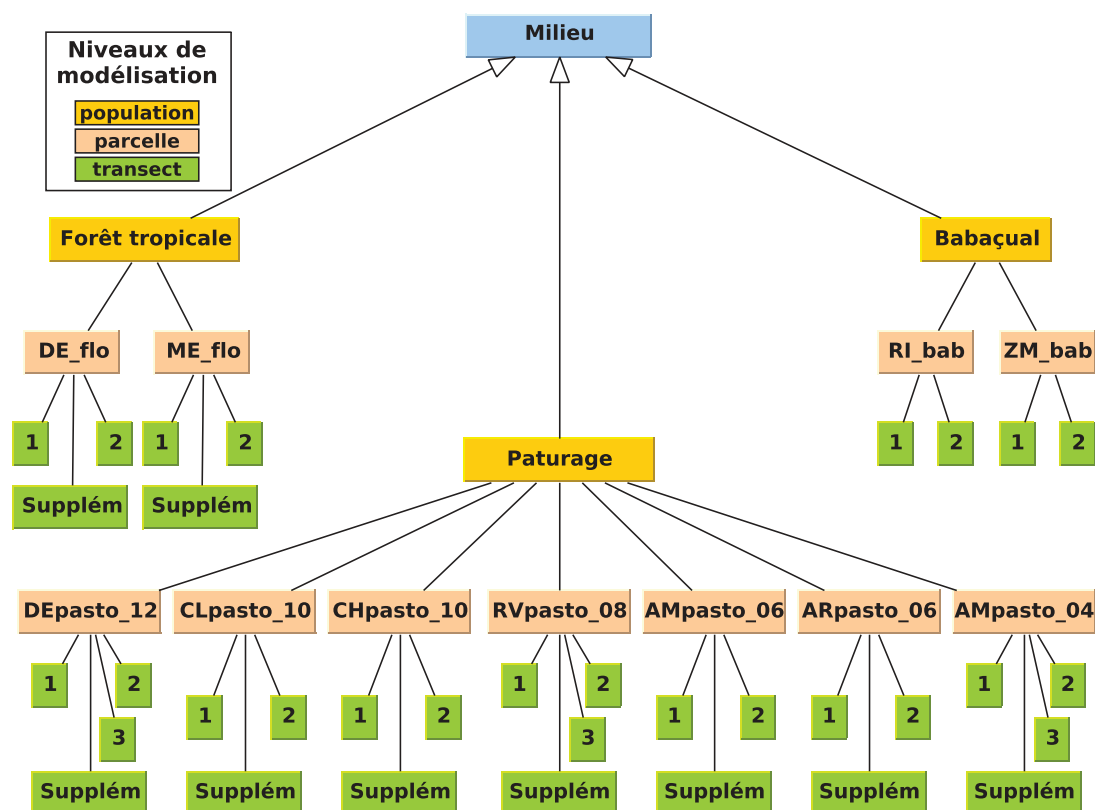 Milieu
Niveaux de
modélisation
population
parcelle
transect
Forêt tropicale
Babaçual
DE_flo
ME_flo
RI_bab
ZM_bab
1
2
1
2
1
2
1
2
Supplém
Supplém
Paturage
DEpasto_12
CLpasto_10
CHpasto_10
RVpasto_08
AMpasto_06
ARpasto_06
AMpasto_04
1
2
1
2
1
2
1
2
1
2
1
2
1
2
3
3
3
Supplém
Supplém
Supplém
Supplém
Supplém
Supplém
Supplém